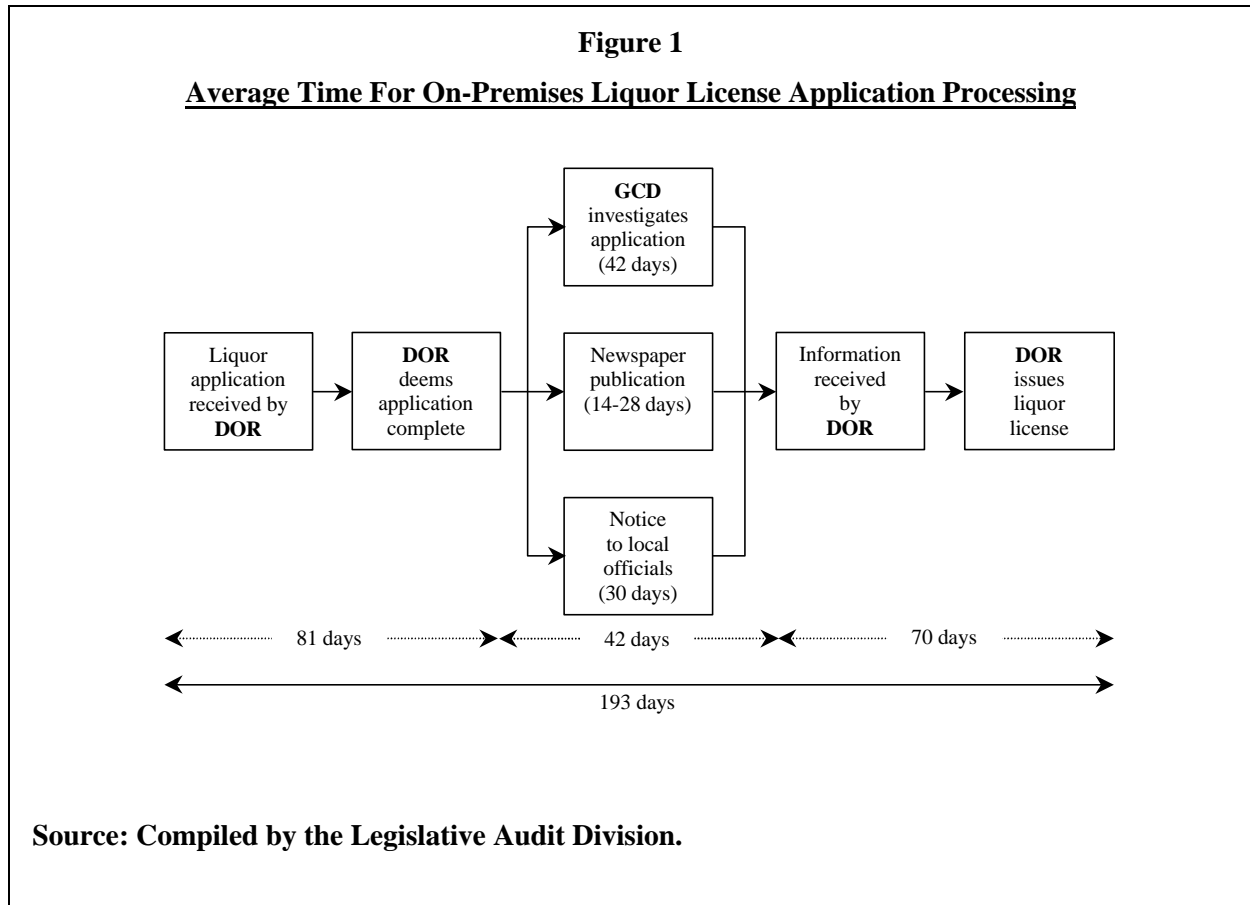 Figure 1
Average Time For On-Premises Liquor License Application Processing
Liquor
application
received by
DOR
DOR
deems
application
complete
GCD
investigates
application
(42 days)
Newspaper
publication
(14-28 days)
Notice
to local
officials
(30 days)
Information
received
by
DOR
DOR
issues
liquor
license
81 days
42 days
70 days
193 days
Source: Compiled by the Legislative Audit Division.